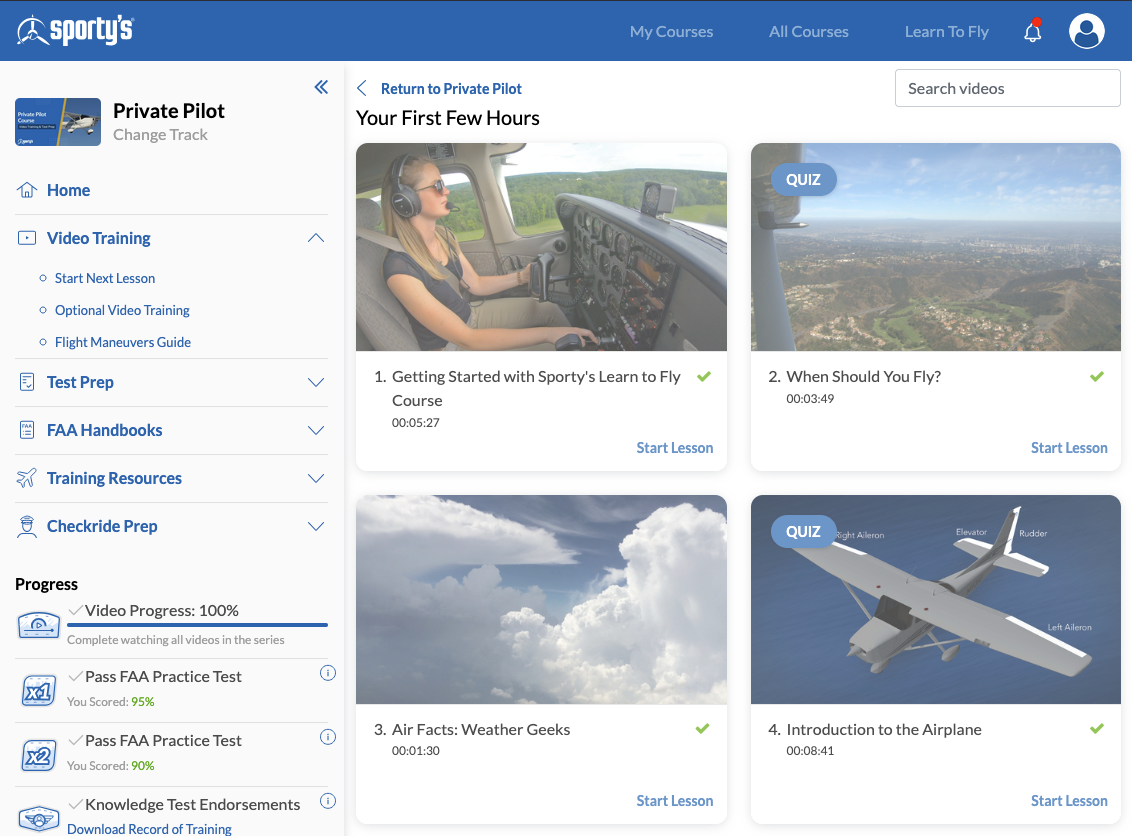 sporty's
My Courses
All Courses
Learn To Fly
Private Pilot
Course
Private Pilot
Change Track
Home
Video Training
Start Next Lesson
Optional Video Training
Flight Maneuvers Guide
Test Prep
FAA Handbooks
Training Resources
Checkride Prep
Progress
Video Progress: 100%
Complete watching all videos in the series
x1
Pass FAA Practice Test
You Scored: 95%
x2
Pass FAA Practice Test
You Scored: 90%
Knowledge Test Endorsements
Download Record of Training
Return to Private Pilot
Search videos
Your First Few Hours
1. Getting Started with Sporty's Learn to Fly
Course
00:05:27
Start Lesson
QUIZ
2. When Should You Fly?
00:03:49
Start Lesson
3. Air Facts: Weather Geeks
00:01:30
Start Lesson
QUIZ
Right Aileron
Elevator
Rudder
Left Aileron
4. Introduction to the Airplane
00:08:41
Start Lesson